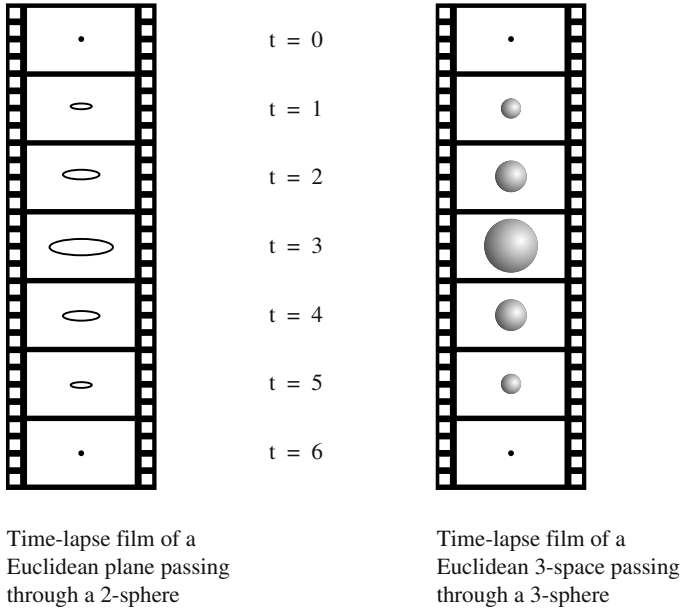 t = 0
t = 1
t = 2
t = 3
t = 4
t = 5
t = 6
Time-lapse film of a
Euclidean plane passing
through a 2-sphere
Time-lapse film of a
Euclidean 3-space passing
through a 3-sphere